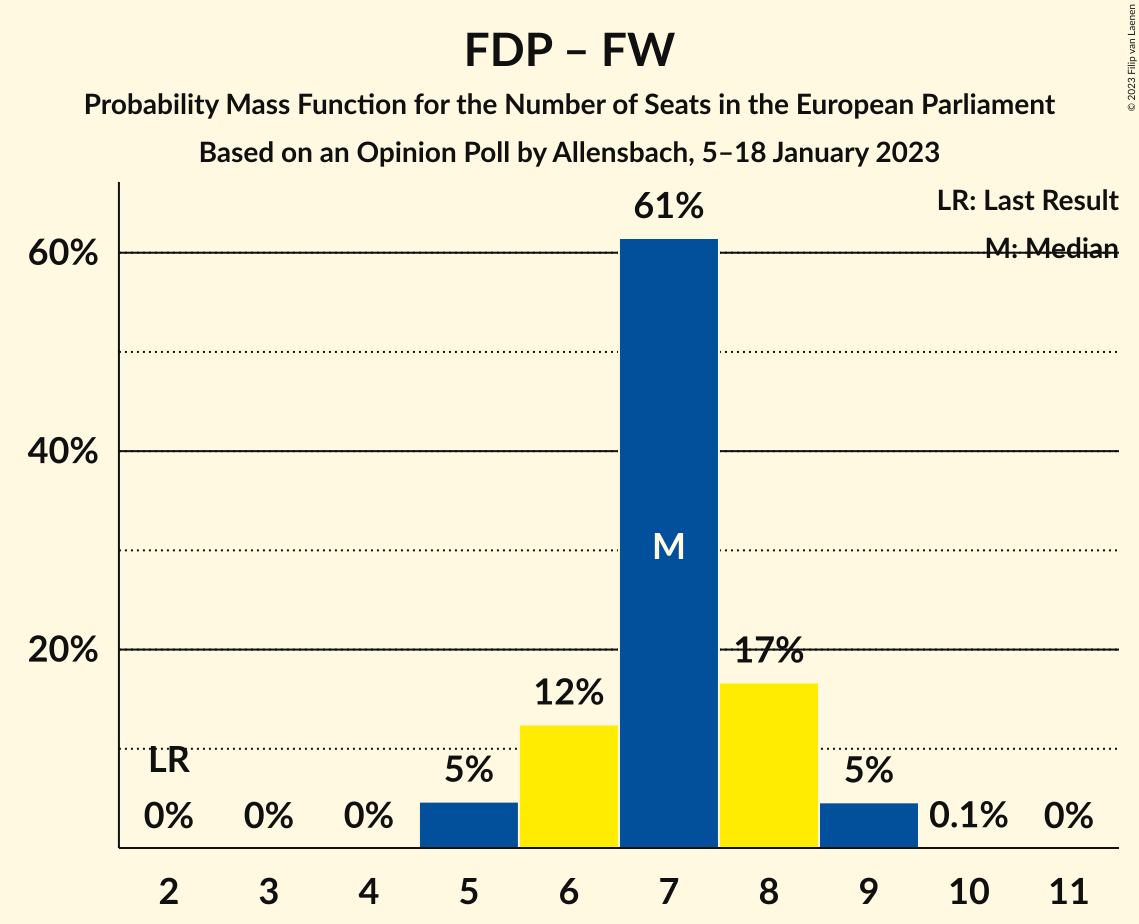 FDP – FW
Probability Mass Function for the Number of Seats in the European Parliament
Based on an Opinion Poll by Allensbach, 5–18 January 2023
© 2023 Filip van Laenen
LR: Last Result
M: Median
60%
40%
20%
61%
M
17%
12%
LR
5%
5%
0%
0%
0%
0.1%
0%
2 3 4 5 6 7 8 9 10 11